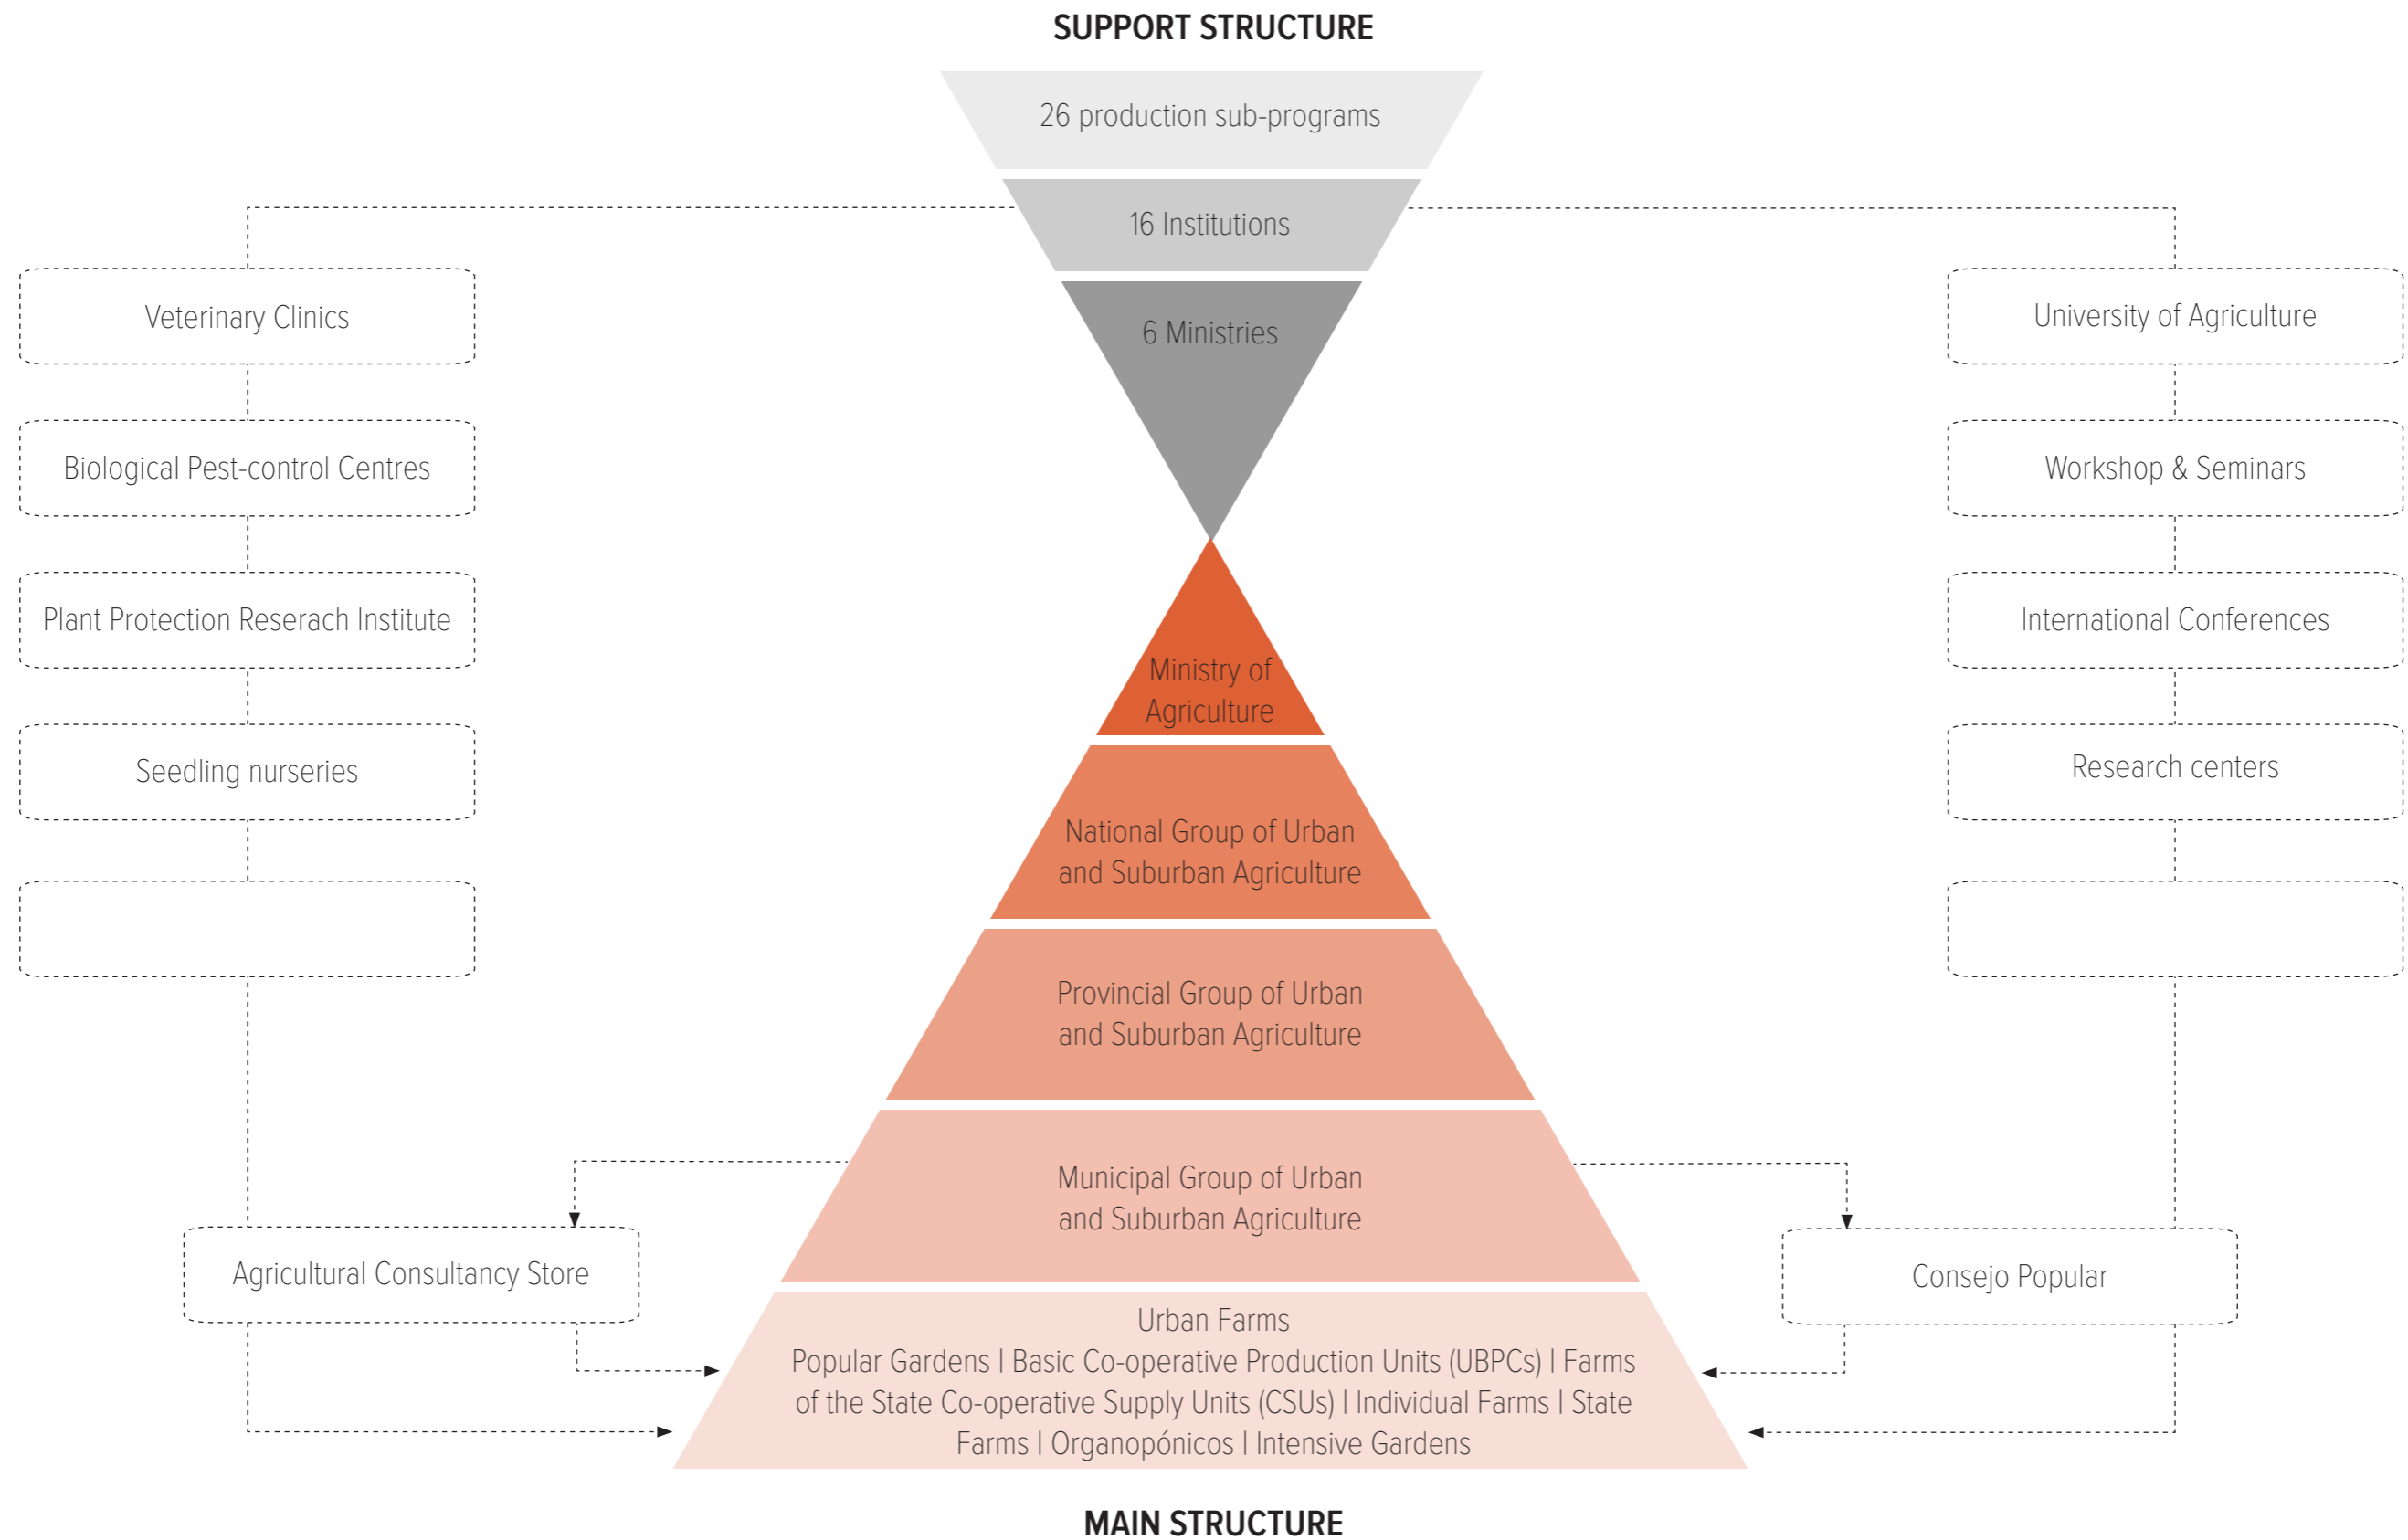 SUPPORT STRUCTURE
26 production sub-programs
16 Institutions
6 Ministries
Veterinary Clinics
Biological Pest-control Centres
Plant Protection Reserach Institute
Seedling nurseries
University of Agriculture
Workshop & Seminars
International Conferences
Research centers
Ministry of
Agriculture
National Group of Urban
and Suburban Agriculture
Provincial Group of Urban
and Suburban Agriculture
Municipal Group of Urban
and Suburban Agriculture
Agricultural Consultancy Store
Consejo Popular
Urban Farms
Popular Gardens | Basic Co-operative Production Units (UBPCs) | Farms
of the State Co-operative Supply Units (CSUs) | Individual Farms | State
Farms | Organopónicos | Intensive Gardens
MAIN STRUCTURE